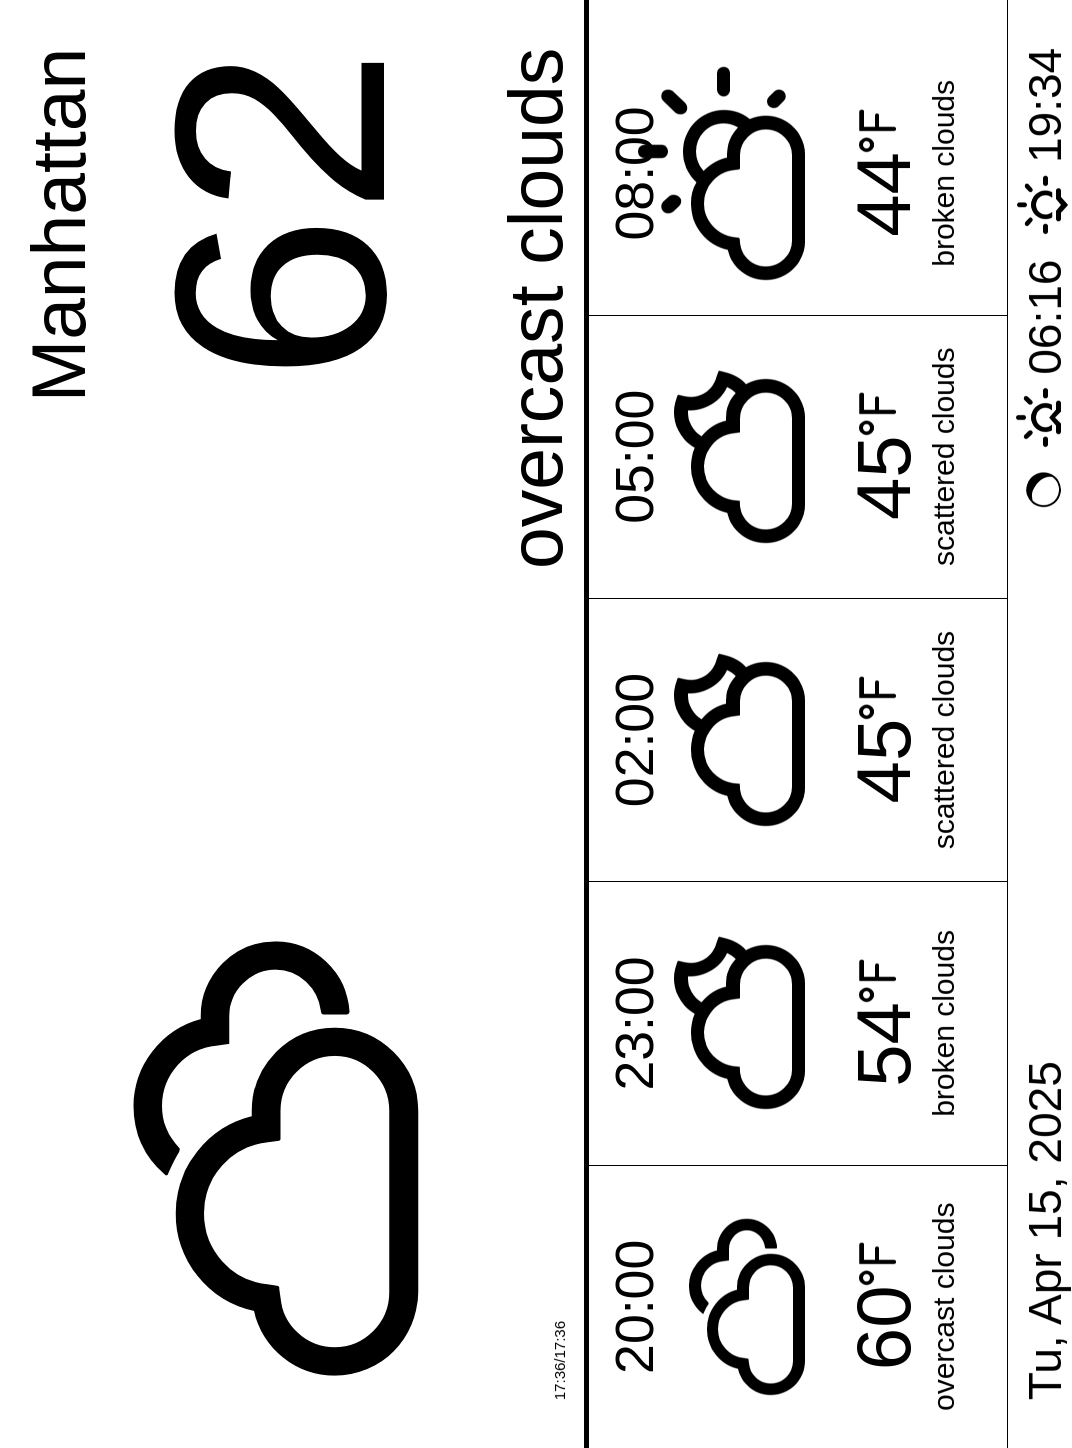 Manhattan
62
overcast clouds
17:36/17:36
20:00
60°F
overcast clouds
23:00
54°F
broken clouds
02:00
45°F
scattered clouds
05:00
45°F
scattered clouds
08:00
44°F
broken clouds
Tu, Apr 15, 2025
06:16
19:34